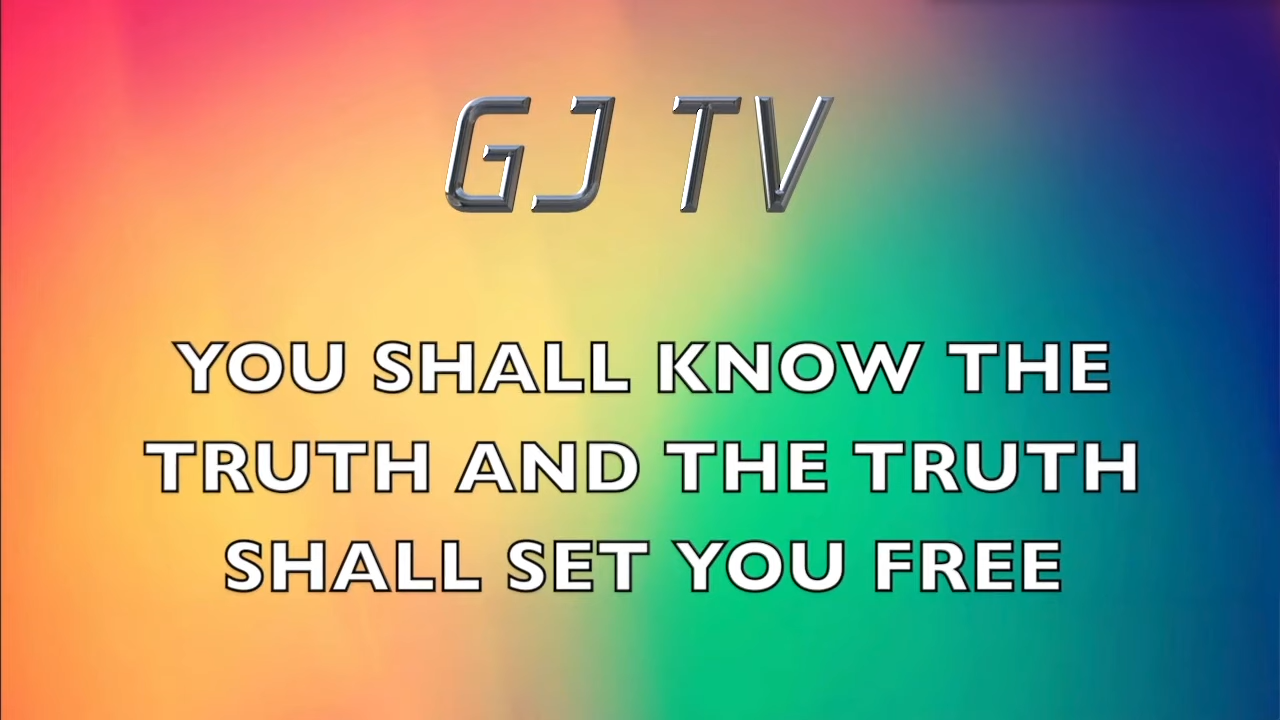 GJ TV
YOU SHALL KNOW THE
TRUTH AND THE TRUTH
SHALL SET YOU FREE